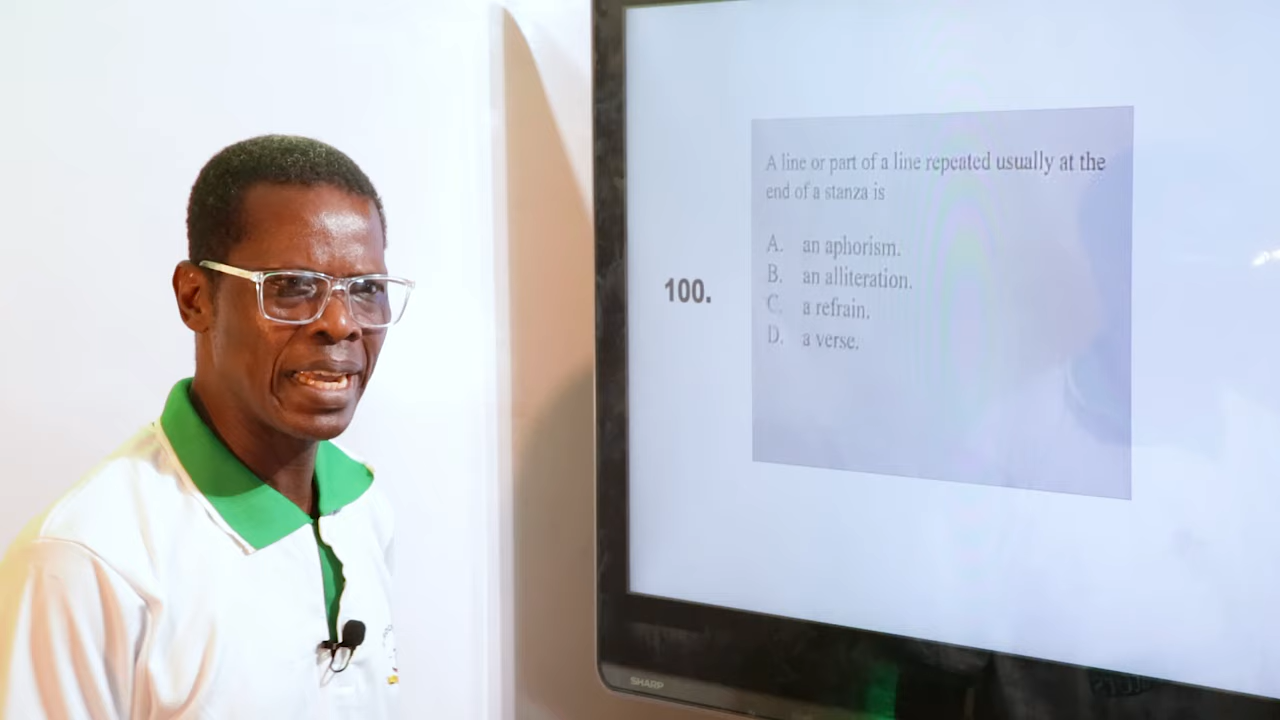 A line or part of a line repeated usually at the
end of a stanza is
A. an aphorism.
B. an alliteration.
100.
C. a refrain.
D. a verse.
SHARP